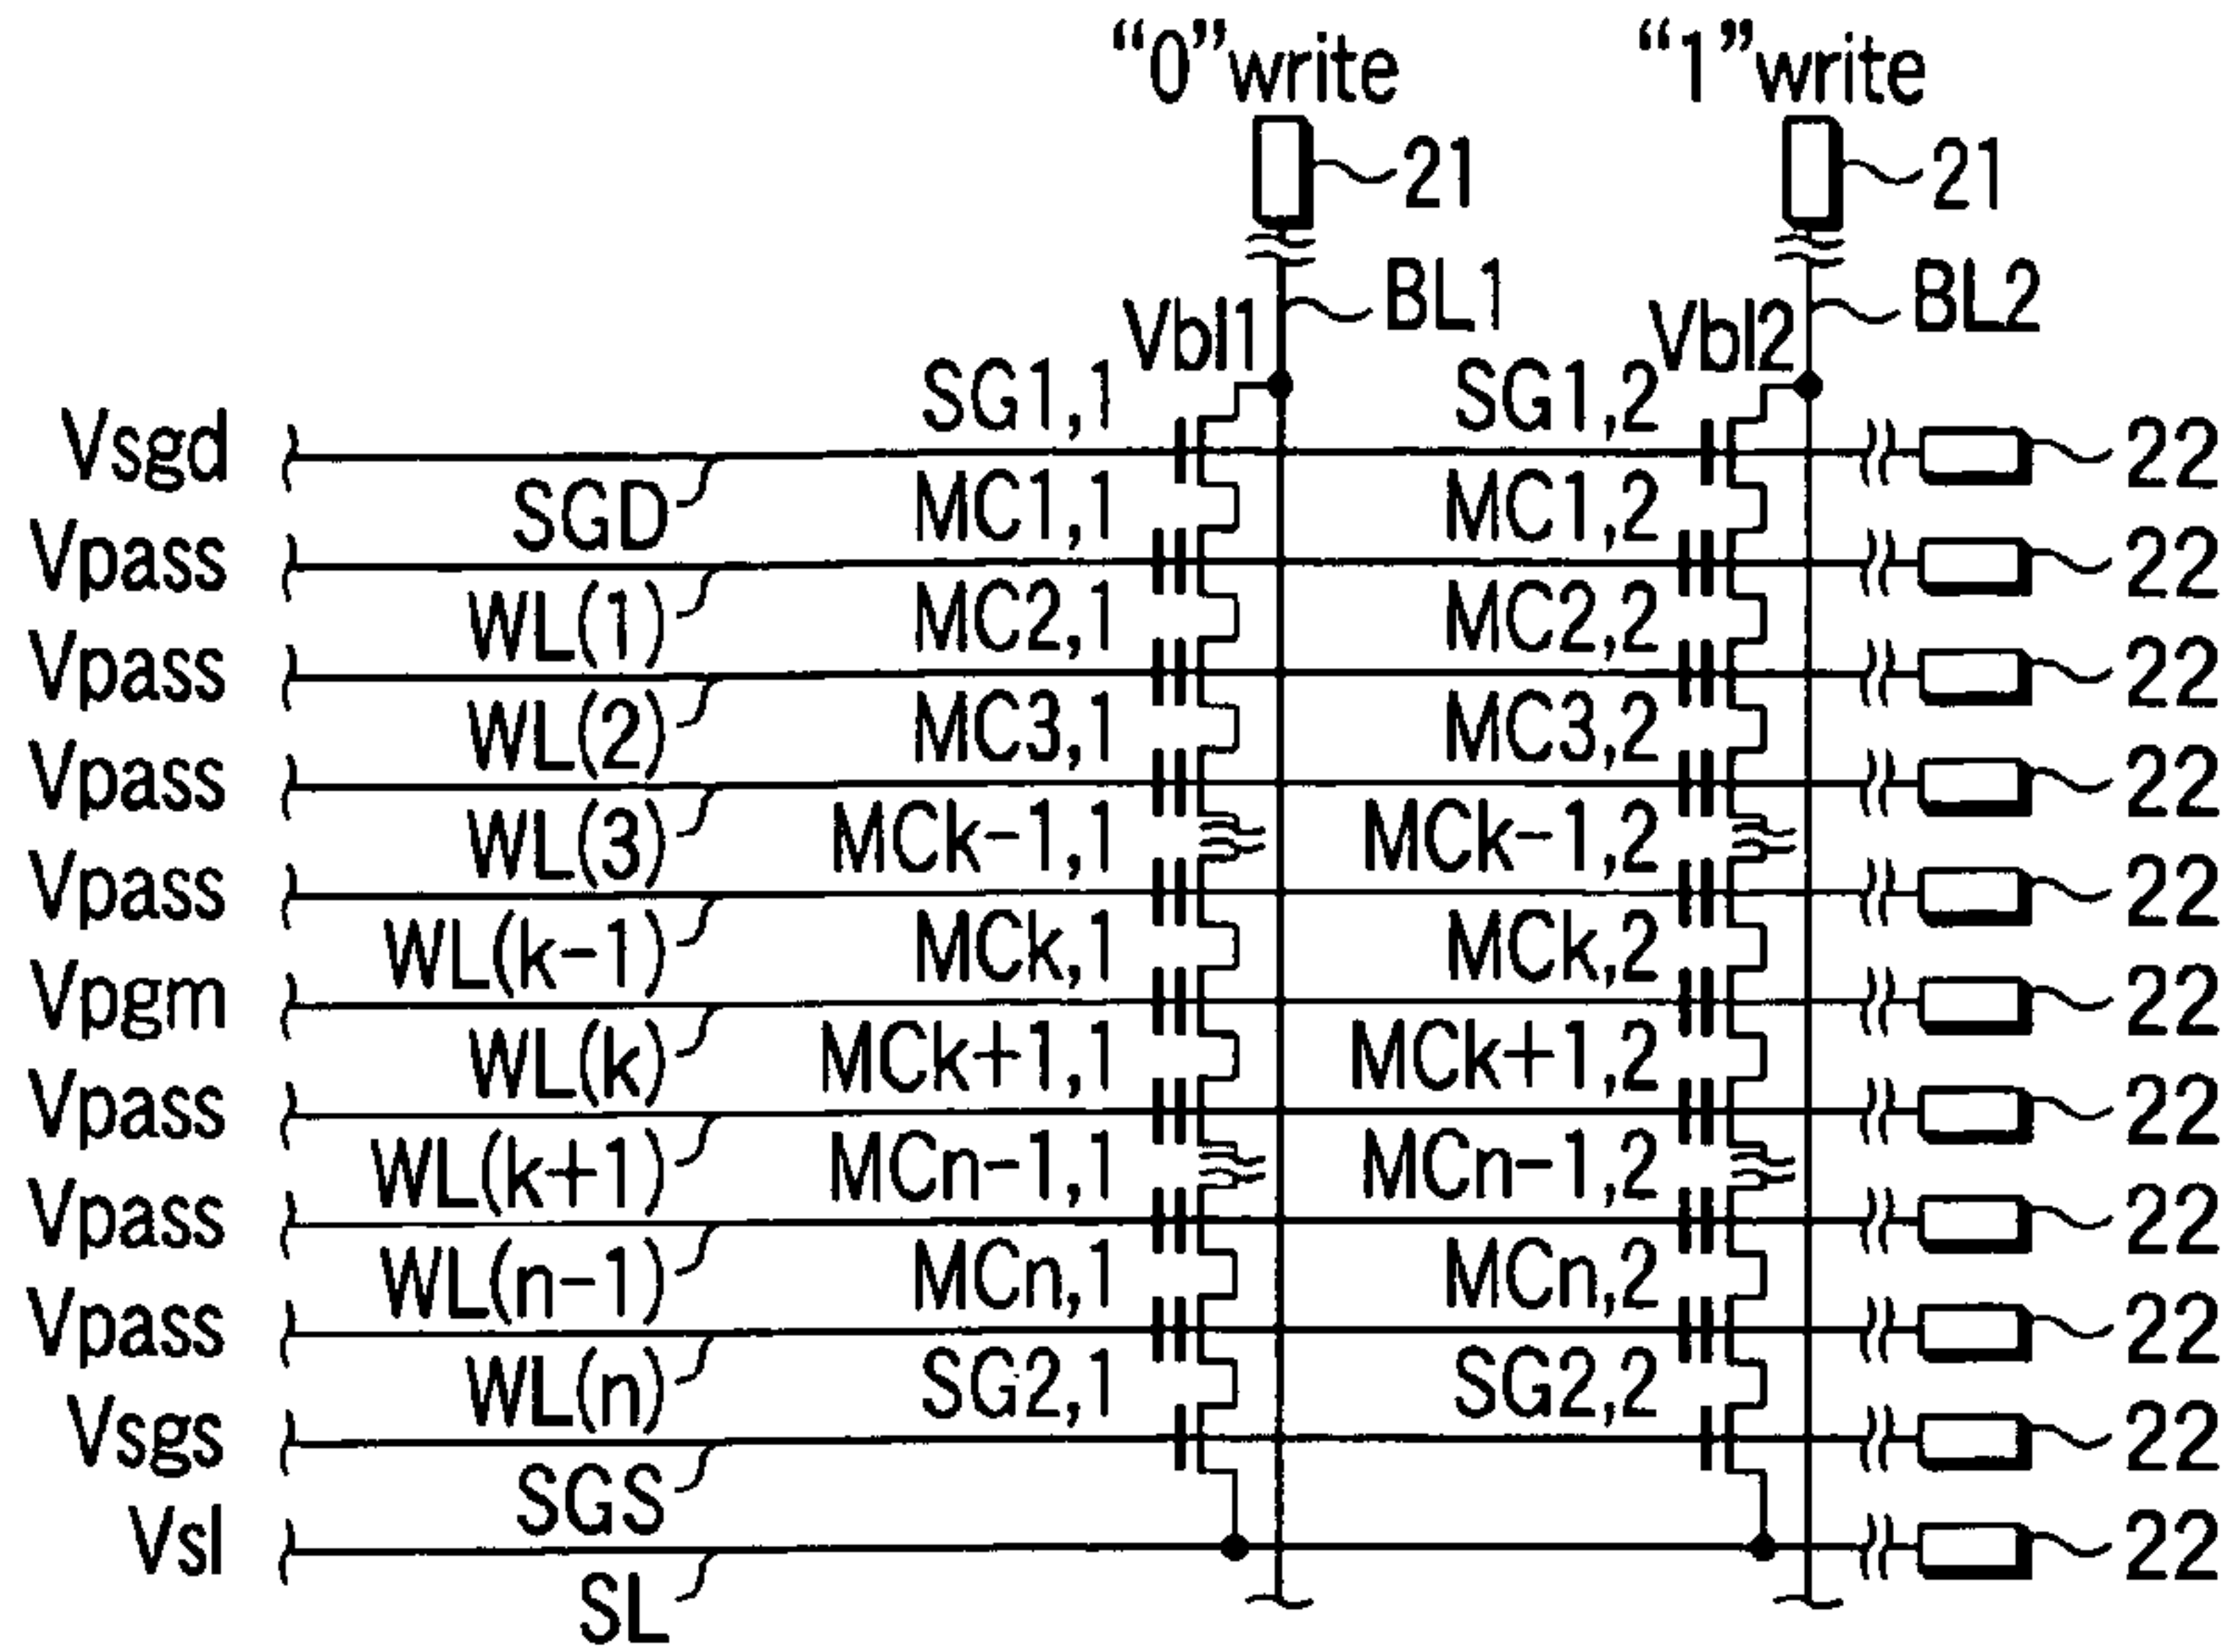 “0”write “1”write
21 21
BL1 BL2
Vbl1 Vbl2
SG1,1 SG1,2
Vsgd 22
SGD MC1,1 MC1,2
Vpass 22
WL(1) MC2,1 MC2,2
Vpass 22
WL(2) MC3,1 MC3,2
Vpass 22
WL(3) MCk-1,1 MCk-1,2
Vpass 22
WL(k-1) MCk,1 MCk,2
Vpgm 22
WL(k) MCk+1,1 MCk+1,2
Vpass 22
WL(k+1) MCn-1,1 MCn-1,2
Vpass 22
WL(n-1) MCn,1 MCn,2
Vpass 22
WL(n) SG2,1 SG2,2
Vsgs 22
SGS
Vsl 22
SL